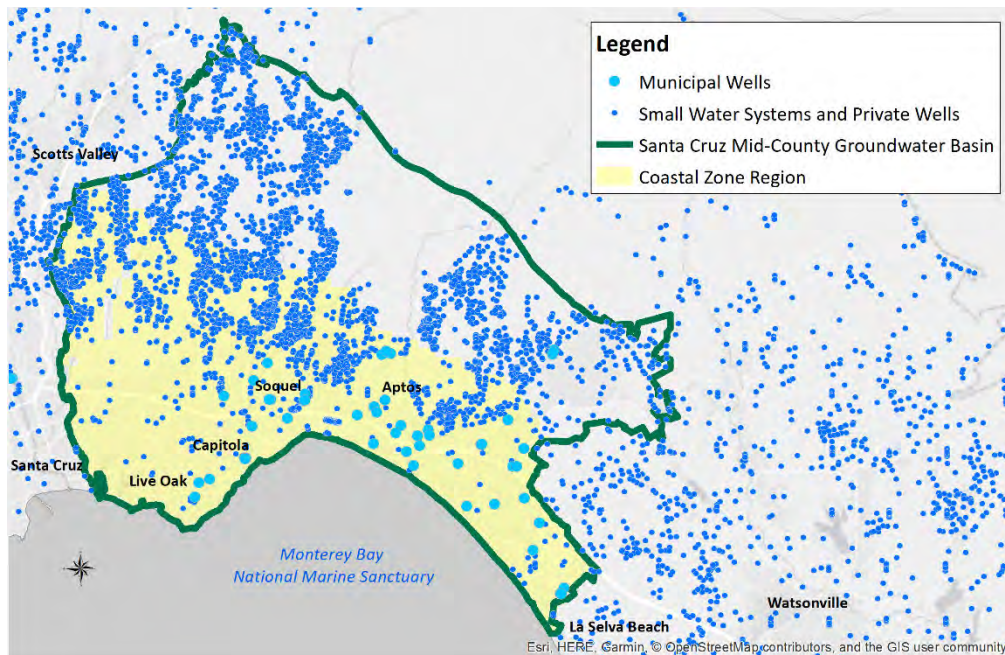 Legend
Municipal Wells
Small Water Systems and Private Wells
Santa Cruz Mid-County Groundwater Basin
Coastal Zone Region
Scotts Valley
Soquel
Aptos
Capitola
Santa Cruz
Live Oak
Monterey Bay
National Marine Sanctuary
Watsonville
La Selva Beach
Esri, HERE, Garmin, © OpenStreetMap contributors, and the GIS user community